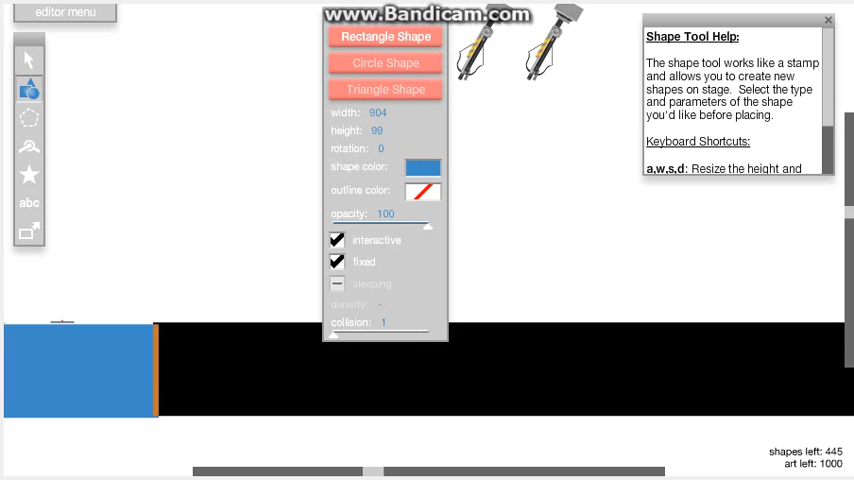 editor menu
www.Bandicam.com
Rectangle Shape
Circle Shape
Triangle Shape
width: 904
height: 99
rotation: 0
shape color:
outline color:
opacity: 100
interactive
fixed
sleeping
density: -
collision: 1
abc
Shape Tool Help:
The shape tool works like a stamp
and allows you to create new
shapes on stage. Select the type
and parameters of the shape
you'd like before placing.
Keyboard Shortcuts:
a,w,s,d: Resize the height and
shapes left: 445
art left: 1000